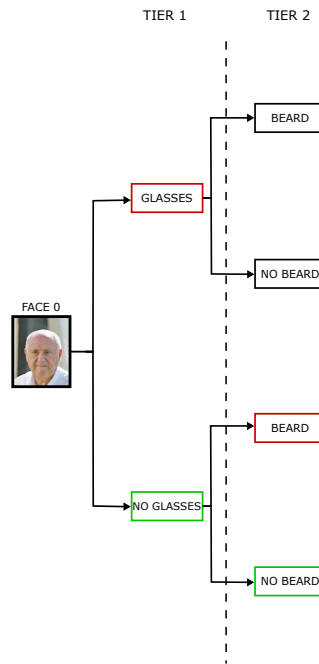 TIER 1
TIER 2
BEARD
GLASSES
NO BEARD
FACE 0
BEARD
NO GLASSES
NO BEARD